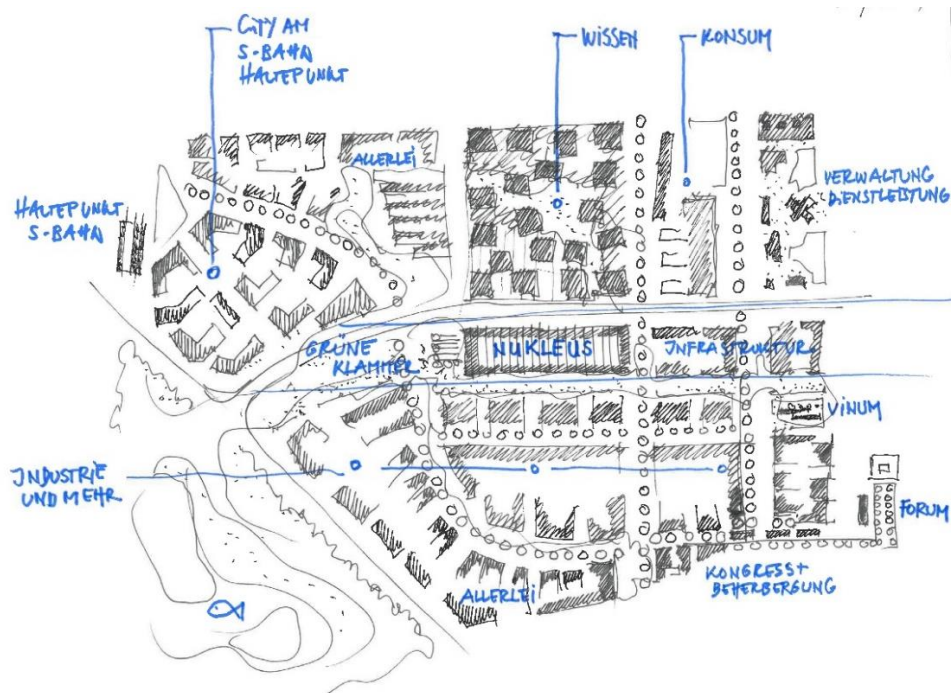 CITY AM
S-BAHN
HALTEPUNKT
WISSEN
KONSUM
ALLERLEI
VERWALTUNG
DIENSTLEISTUNG
HALTEPUNKT
S-BAHN
GRÜNE
KLAMMER
NUKLEUS
INFRASTRUKTUR
VINUM
INDUSTRIE
UND MEHR
FORUM
KONGRESS +
BEHERBERGUNG
ALLERLEI